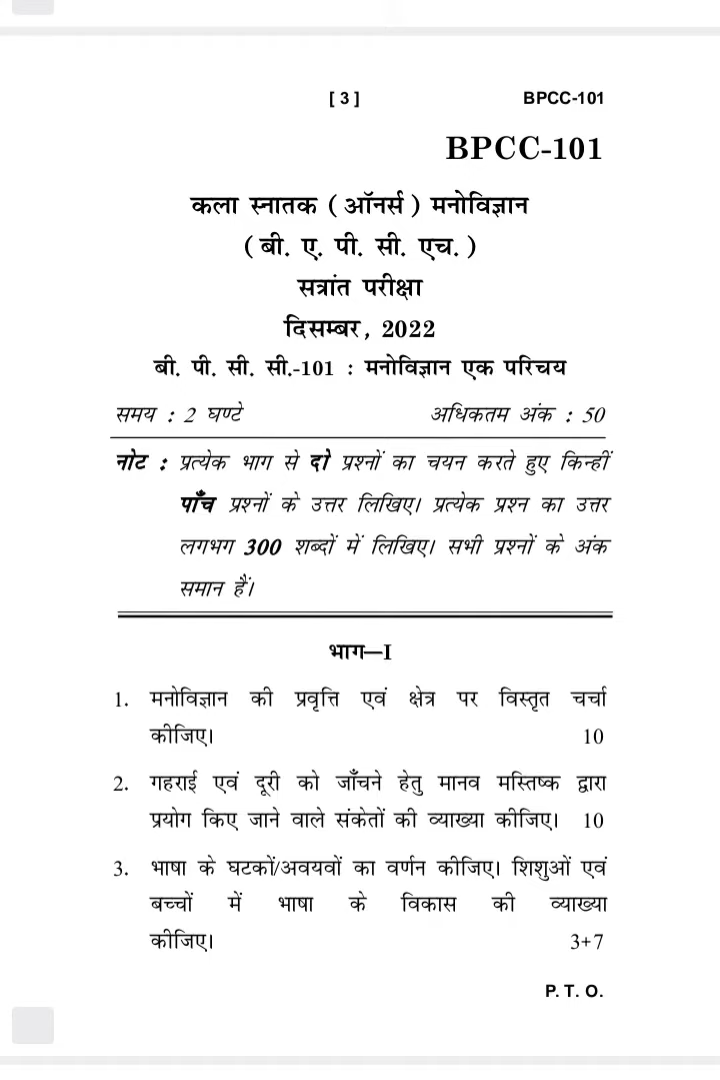 [ 3 ] BPCC-101
BPCC-101
कला स्नातक ( ऑनर्स ) मनोविज्ञान
( बी. ए. पी. सी. एच. )
सत्रांत परीक्षा
दिसम्बर, 2022
बी. पी. सी. सी.-101 : मनोविज्ञान एक परिचय
समय : 2 घण्टे अधिकतम अंक : 50
नोट : प्रत्येक भाग से दो प्रश्नों का चयन करते हुए किन्हीं
पाँच प्रश्नों के उत्तर लिखिए। प्रत्येक प्रश्न का उत्तर
लगभग 300 शब्दों में लिखिए। सभी प्रश्नों के अंक
समान हैं।
भाग—I
1. मनोविज्ञान की प्रवृत्ति एवं क्षेत्र पर विस्तृत चर्चा
कीजिए। 10
2. गहराई एवं दूरी को जाँचने हेतु मानव मस्तिष्क द्वारा
प्रयोग किए जाने वाले संकेतों की व्याख्या कीजिए। 10
3. भाषा के घटकों/अवयवों का वर्णन कीजिए। शिशुओं एवं
बच्चों में भाषा के विकास की व्याख्या
कीजिए। 3+7
P. T. O.